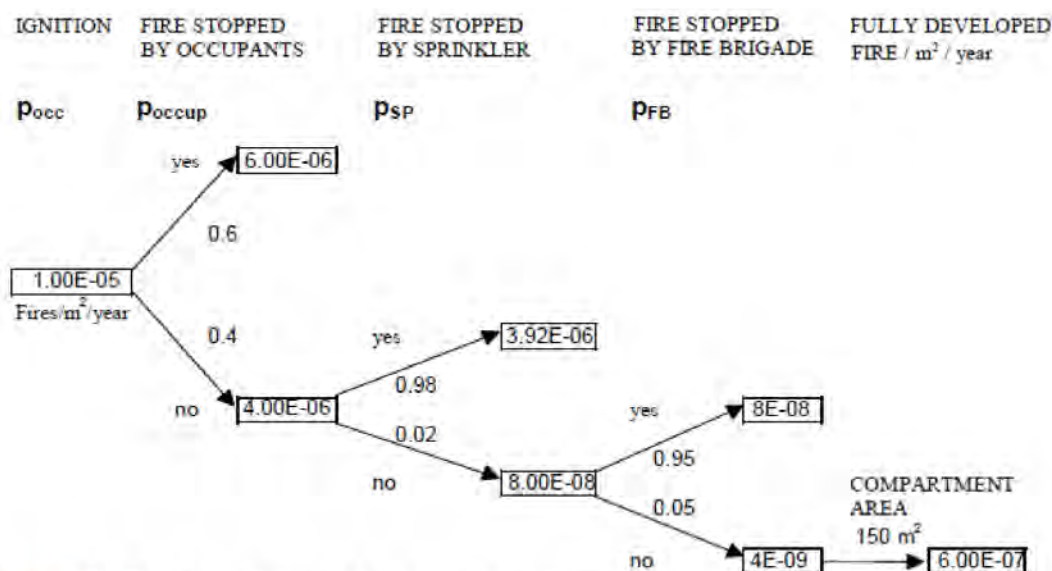 IGNITION
FIRE STOPPED
BY OCCUPANTS
FIRE STOPPED
BY SPRINKLER
FIRE STOPPED
BY FIRE BRIGADE
FULLY DEVELOPED
FIRE / m² / year
pocc
poccup
pSP
pFB
yes
6.00E-06
0.6
1.00E-05
Fires/m²/year
0.4
yes
3.92E-06
0.98
no
4.00E-06
0.02
yes
8E-08
0.95
no
8.00E-08
0.05
COMPARTMENT
AREA
150 m²
no
4E-09
6.00E-07